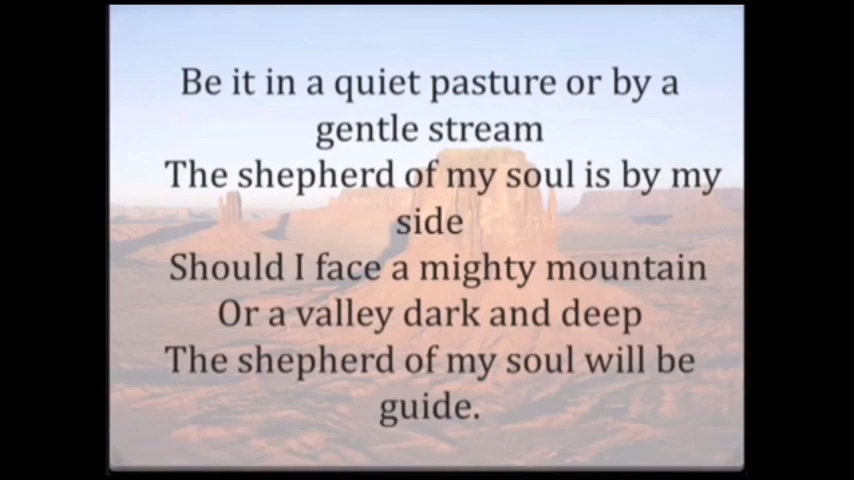 Be it in a quiet pasture or by a
gentle stream
The shepherd of my soul is by my
side
Should I face a mighty mountain
Or a valley dark and deep
The shepherd of my soul will be
guide.